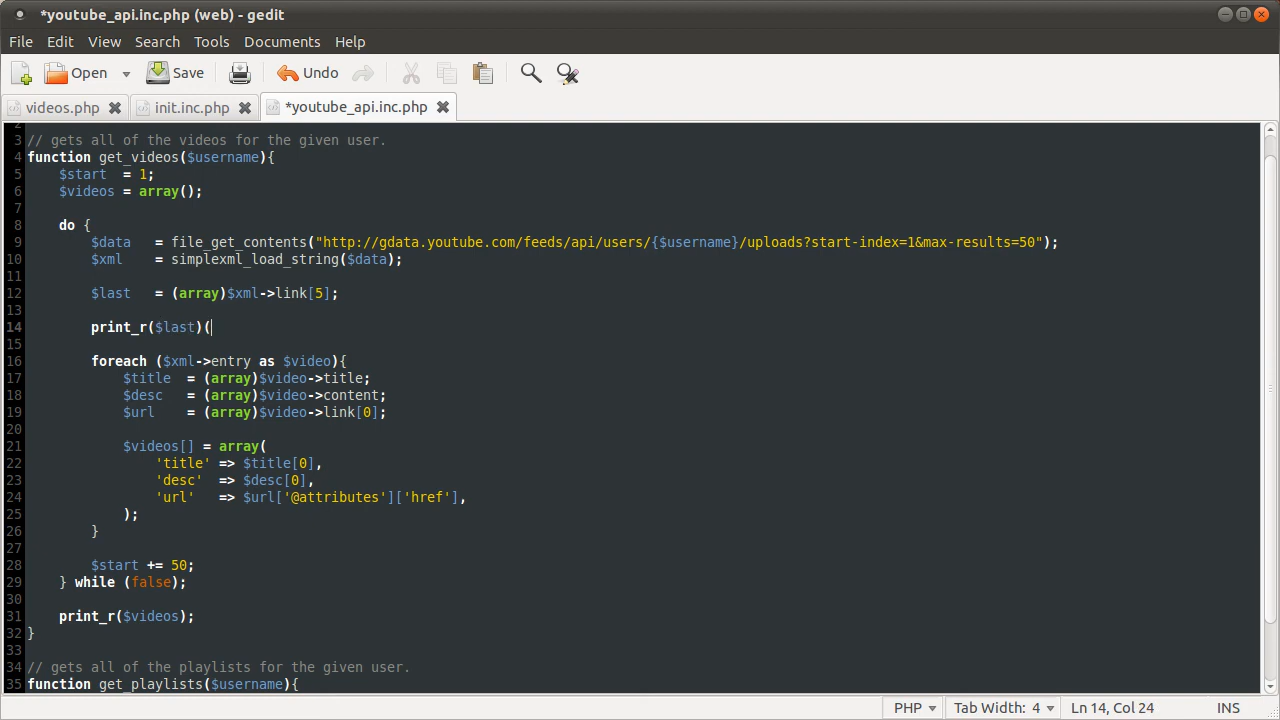 *youtube_api.inc.php (web) - gedit
File Edit View Search Tools Documents Help
Open Save Undo
videos.php init.inc.php *youtube_api.inc.php
2
3 // gets all of the videos for the given user.
4 function get_videos($username){
5     $start  = 1;
6     $videos = array();
7
8     do {
9         $data   = file_get_contents("http://gdata.youtube.com/feeds/api/users/{$username}/uploads?start-index=1&max-results=50");
10         $xml    = simplexml_load_string($data);
11
12         $last   = (array)$xml->link[5];
13
14         print_r($last)(
15
16         foreach ($xml->entry as $video){
17             $title  = (array)$video->title;
18             $desc   = (array)$video->content;
19             $url    = (array)$video->link[0];
20
21             $videos[] = array(
22                 'title' => $title[0],
23                 'desc'  => $desc[0],
24                 'url'   => $url['@attributes']['href'],
25             );
26         }
27
28         $start += 50;
29     } while (false);
30
31     print_r($videos);
32 }
33
34 // gets all of the playlists for the given user.
35 function get_playlists($username){
PHP Tab Width: 4 Ln 14, Col 24 INS